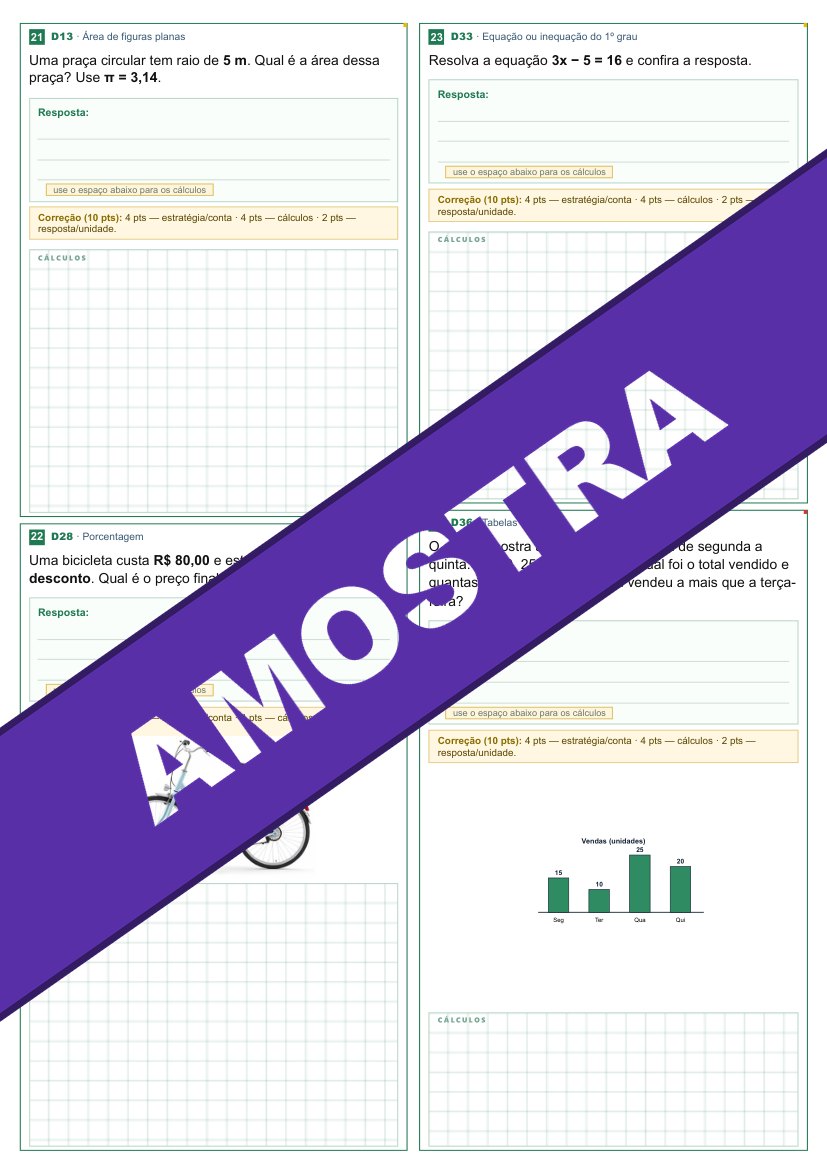 21 D13 · Área de figuras planas
Uma praça circular tem raio de 5 m. Qual é a área dessa
praça? Use π = 3,14.
Resposta:
use o espaço abaixo para os cálculos
Correção (10 pts): 4 pts — estratégia/conta · 4 pts — cálculos · 2 pts —
resposta/unidade.
CÁLCULOS
22 D28 · Porcentagem
Uma bicicleta custa R$ 80,00 e
desconto. Qual é o preço
Resposta:
23 D33 · Equação ou inequação do 1º grau
Resolva a equação 3x − 5 = 16 e confira a resposta.
Resposta:
use o espaço abaixo para os cálculos
Correção (10 pts): 4 pts — estratégia/conta · 4 pts — cálculos · 2 pts —
resposta/unidade.
CÁLCULOS
D36 Tabelas
O de segunda a
quinta: foi o total vendido e
quantas vendeu a mais que a terça-
feira?
use o espaço abaixo para os cálculos
Correção (10 pts): 4 pts — estratégia/conta · 4 pts — cálculos · 2 pts —
resposta/unidade.
Vendas (unidades)
15 10 25 20
Seg Ter Qua Qui
CÁLCULOS
AMOSTRA